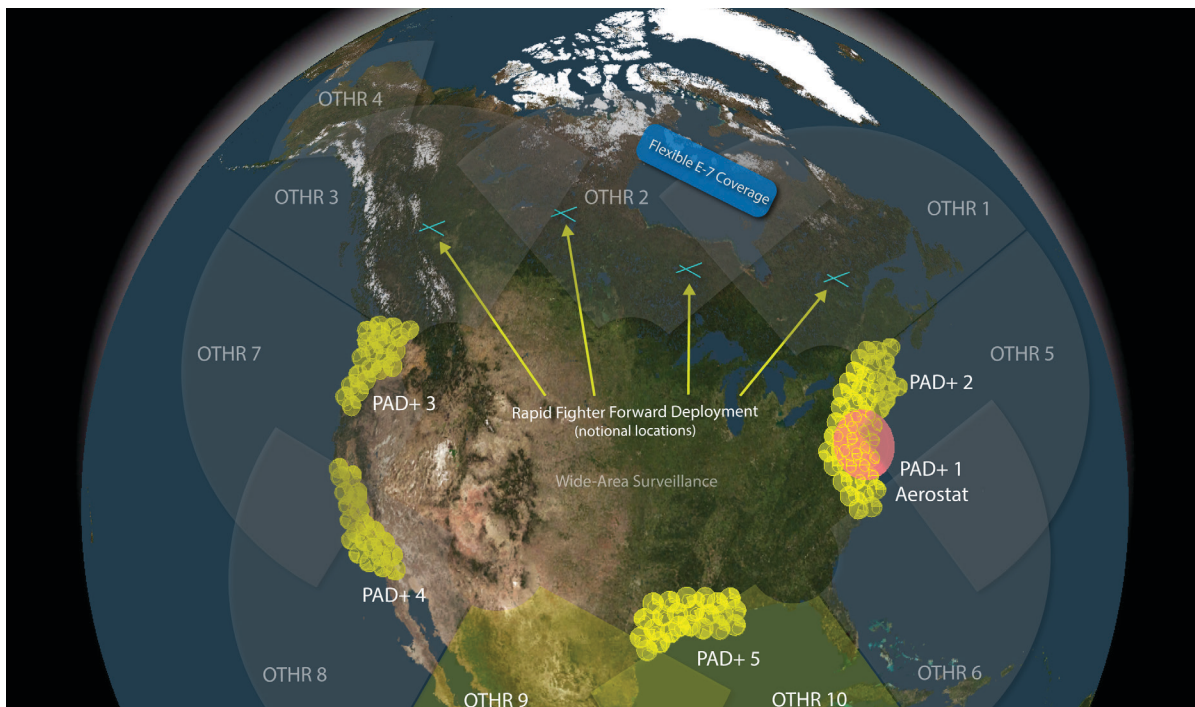 OTHR 4
OTHR 3
OTHR 2
Flexible E-7 Coverage
OTHR 1
OTHR 7
OTHR 5
PAD+ 3
PAD+ 2
Rapid Fighter Forward Deployment
(notional locations)
PAD+ 1
Aerostat
Wide-Area Surveillance
PAD+ 4
PAD+ 5
OTHR 8
OTHR 6
OTHR 9
OTHR 10